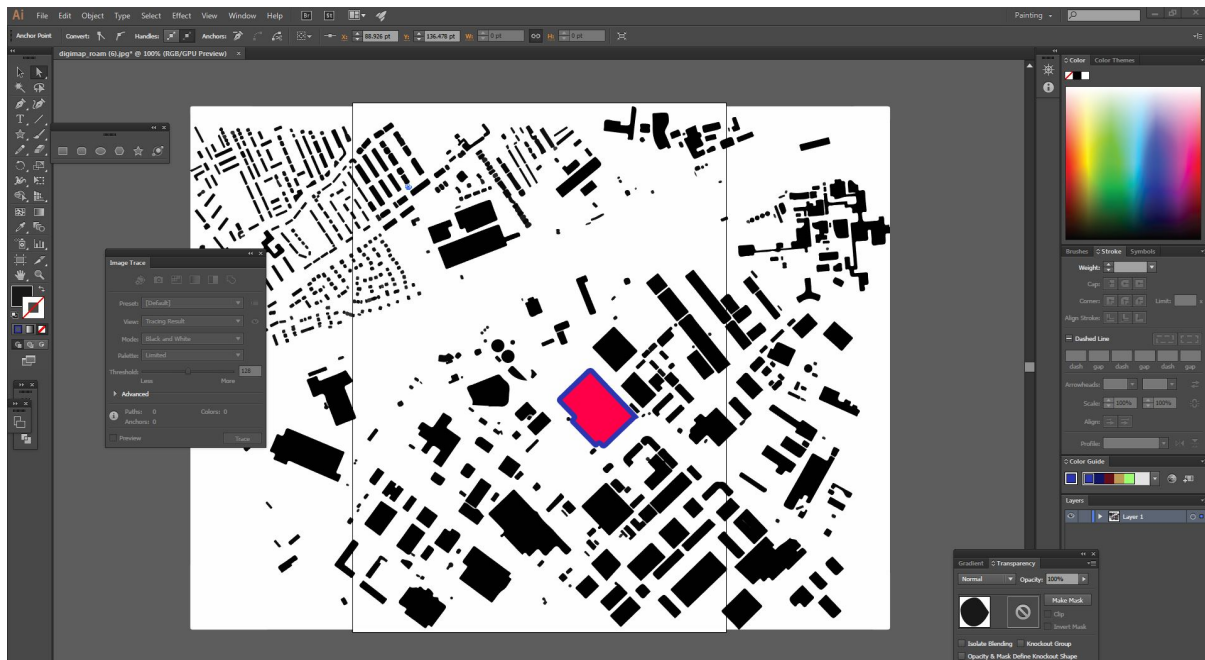 Ai File Edit Object Type Select Effect View Window Help Br St Painting
Anchor Point Convert: Handles: Anchors: X: 88.926 pt Y: 136.478 pt W: 0 pt H: 0 pt
digimap_roam (6).jpg* @ 100% (RGB/GPU Preview) ×
Image Trace
Preset: [Default]
View: Tracing Result
Mode: Black and White
Palette: Limited
Threshold: 128
Less More
Advanced
Paths: 0 Colors: 0
Anchors: 0
Preview Trace
Color Color Themes
Brushes Stroke Symbols
Weight:
Cap:
Corner: Limit: x
Align Stroke:
Dashed Line
dash gap dash gap dash gap
Arrowheads:
Scale: 100% 100%
Align:
Profile:
Color Guide
Layers
Layer 1
Gradient Transparency
Normal Opacity: 100%
Make Mask
Clip
Invert Mask
Isolate Blending Knockout Group
Opacity & Mask Define Knockout Shape